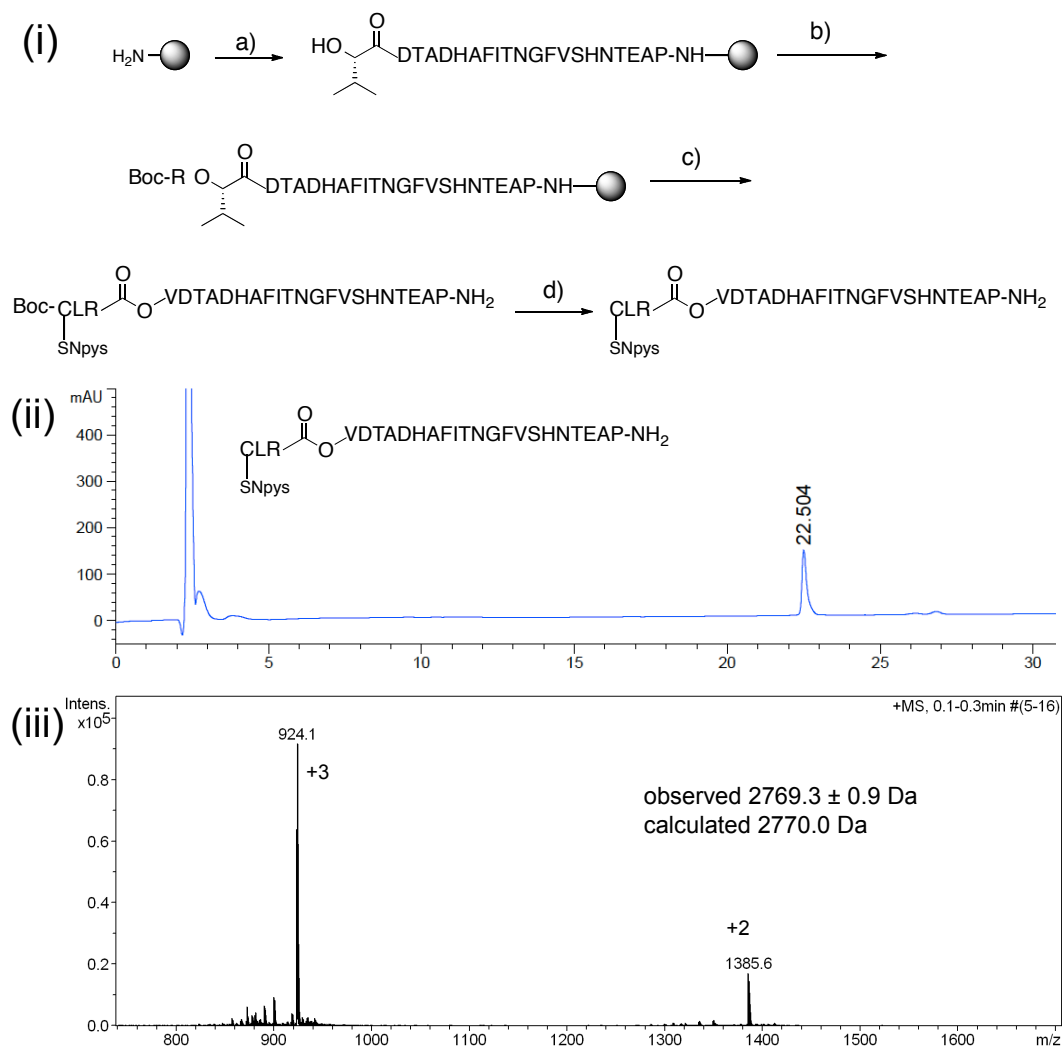 (i)
H2N
a)
HO
O
DTADHAFITNGFVSHNTEAP-NH
b)
Boc-R
O
O
DTADHAFITNGFVSHNTEAP-NH
c)
Boc-CLR
O
O
VDTADHAFITNGFVSHNTEAP-NH2
SNpys
d)
CLR
O
O
VDTADHAFITNGFVSHNTEAP-NH2
SNpys
(ii)
mAU
400
300
200
100
0
CLR
O
O
VDTADHAFITNGFVSHNTEAP-NH2
SNpys
22.504
0 5 10 15 20 25 30
(iii)
Intens.
x10^5
+MS, 0.1-0.3min #(5-16)
924.1
+3
0.8
0.6
0.4
0.2
0.0
observed 2769.3 ± 0.9 Da
calculated 2770.0 Da
+2
1385.6
800 1000 1200 1400 1600 m/z